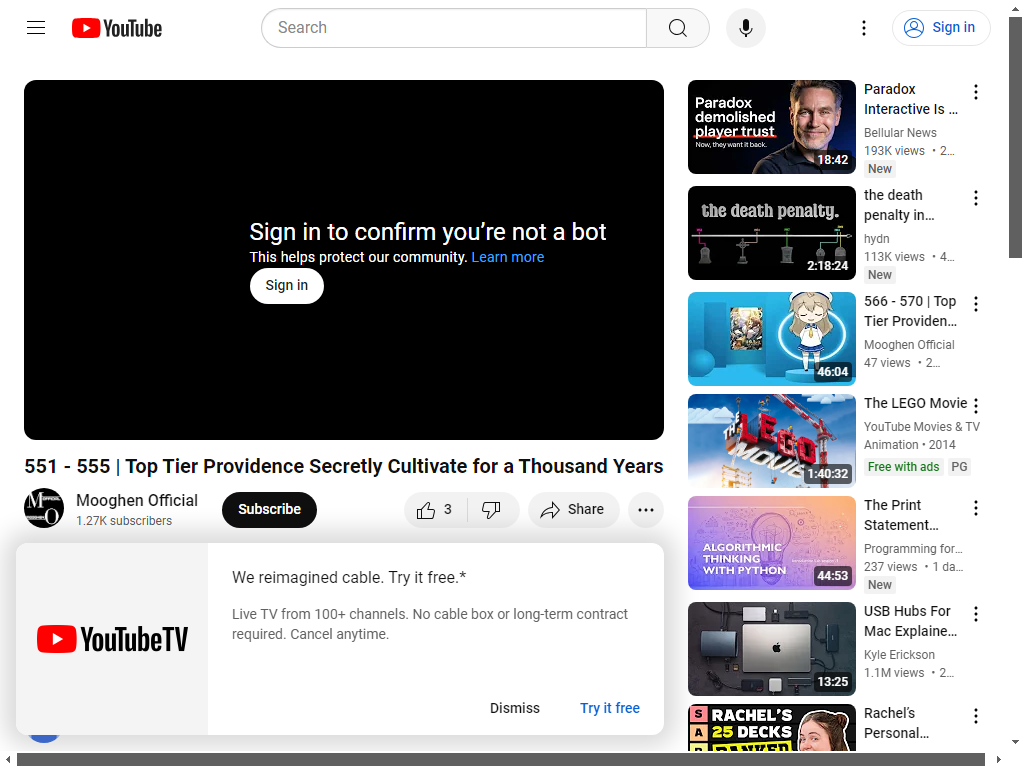 YouTube
Search
Sign in
Sign in to confirm you’re not a bot
This helps protect our community. Learn more
Sign in
551 - 555 | Top Tier Providence Secretly Cultivate for a Thousand Years
Mooghen Official
1.27K subscribers
Subscribe
3
Share
We reimagined cable. Try it free.*
Live TV from 100+ channels. No cable box or long-term contract
required. Cancel anytime.
YouTubeTV
Dismiss
Try it free
Paradox
demolished
player trust
Now, they want it back.
18:42
Paradox
Interactive Is ...
Bellular News
193K views • 2...
New
the death penalty.
2:18:24
the death
penalty in...
hydn
113K views • 4...
New
46:04
566 - 570 | Top
Tier Providen...
Mooghen Official
47 views • 2...
THE LEGO MOVIE
1:40:32
The LEGO Movie
YouTube Movies & TV
Animation • 2014
Free with ads
PG
ALGORITHMIC
THINKING
WITH PYTHON
44:53
The Print
Statement...
Programming for...
237 views • 1 da...
New
13:25
USB Hubs For
Mac Explaine...
Kyle Erickson
1.1M views • 2...
S
A
RACHEL'S
25 DECKS
RANKED
Rachel’s
Personal...